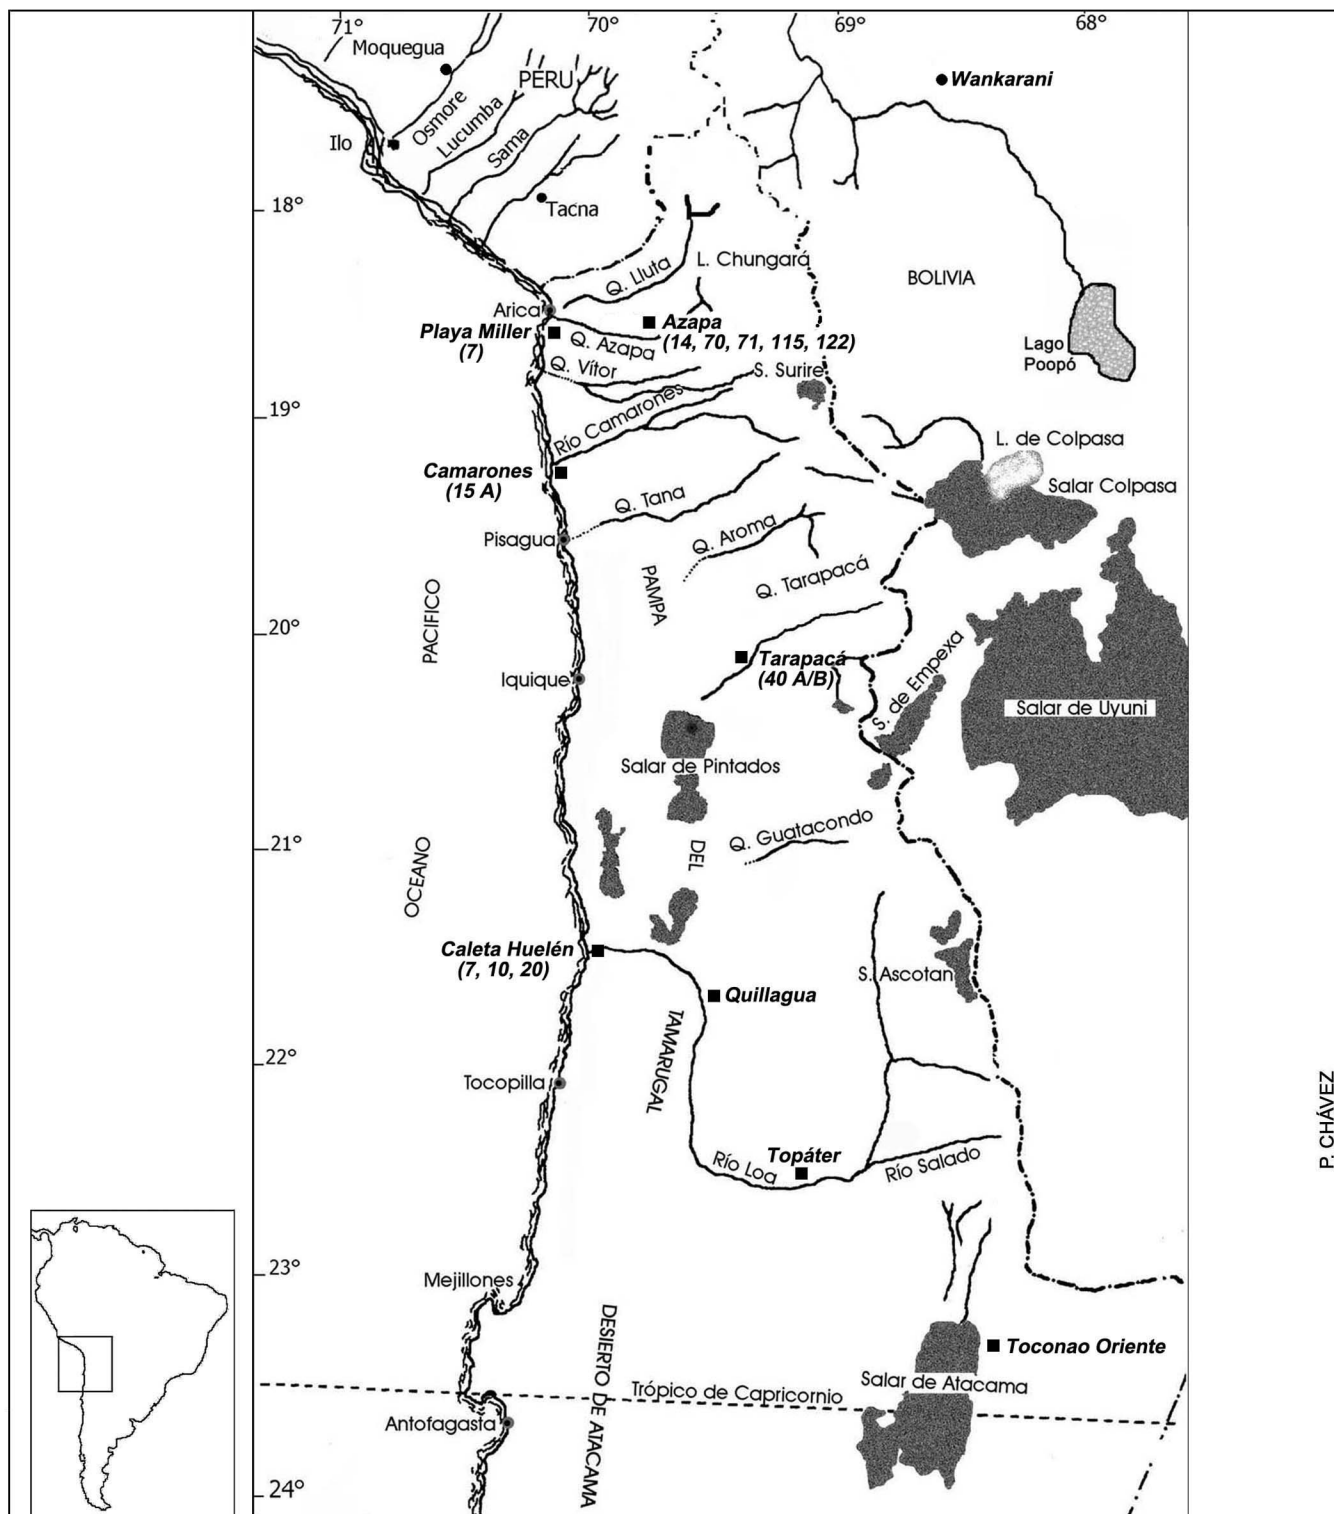 71°
70°
69°
68°
Moquegua
PERU
Wankarani
Osmore
Lucumba
Ilo
Sama
Tacna
18°
Q. Lluta
L. Chungará
BOLIVIA
Arica
Playa Miller
(7)
Azapa
(14, 70, 71, 115, 122)
Q. Azapa
Q. Vítor
S. Surire
Lago
Poopó
19°
Río Camarones
L. de Colpasa
Camarones
(15 A)
Salar Colpasa
Q. Tana
Pisagua
Q. Aroma
PACIFICO
PAMPA
Q. Tarapacá
20°
Tarapacá
(40 A/B)
Iquique
S. de Empexa
Salar de Uyuni
Salar de Pintados
Q. Guatacondo
21°
DEL
OCEANO
Caleta Huelén
(7, 10, 20)
S. Ascotan
Quillagua
TAMARUGAL
22°
Tocopilla
P. CHÁVEZ
Topáter
Río Loa
Río Salado
23°
Mejillones
DESIERTO DE ATACAMA
Toconao Oriente
Salar de Atacama
Trópico de Capricornio
Antofagasta
24°